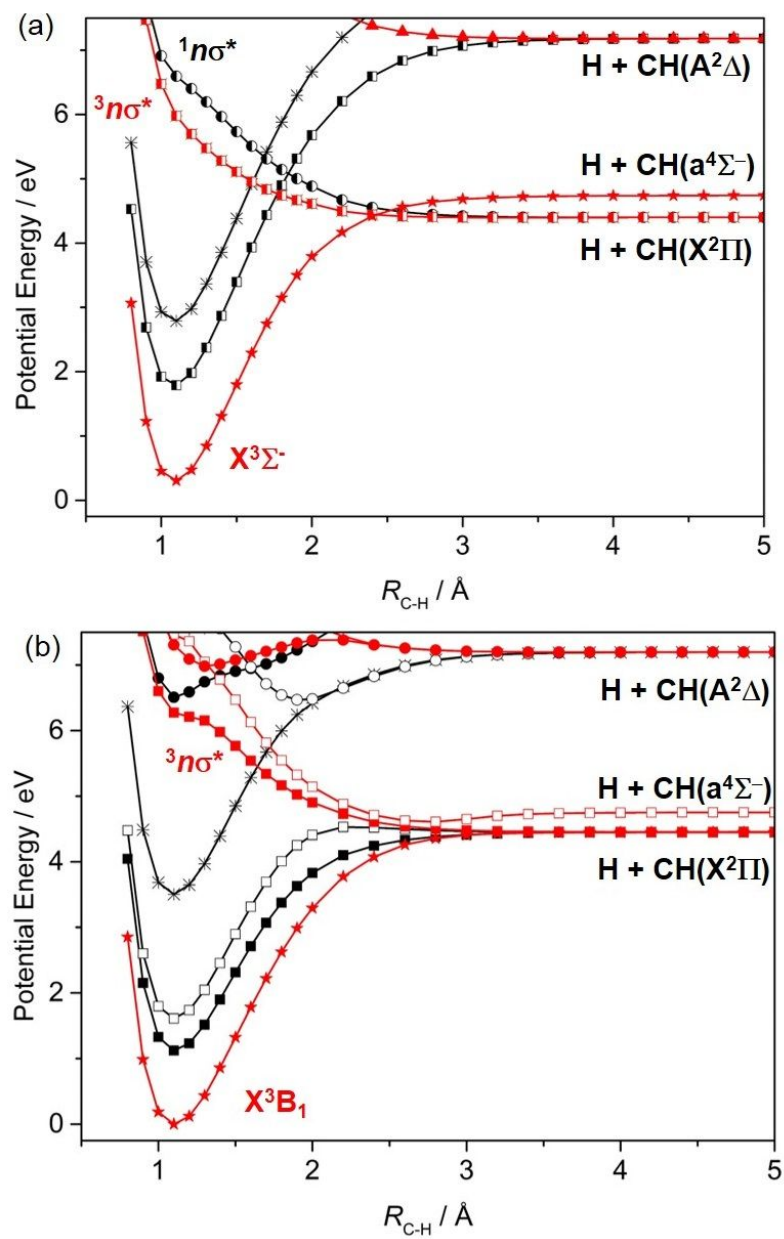 (a)
¹nσ*
³nσ*
H + CH(A²Δ)
H + CH(a⁴Σ⁻)
H + CH(X²Π)
X³Σ⁻
Potential Energy / eV
6
4
2
0
1 2 3 4 5
R_C-H / Å
(b)
³nσ*
H + CH(A²Δ)
H + CH(a⁴Σ⁻)
H + CH(X²Π)
X³B₁
Potential Energy / eV
6
4
2
0
1 2 3 4 5
R_C-H / Å